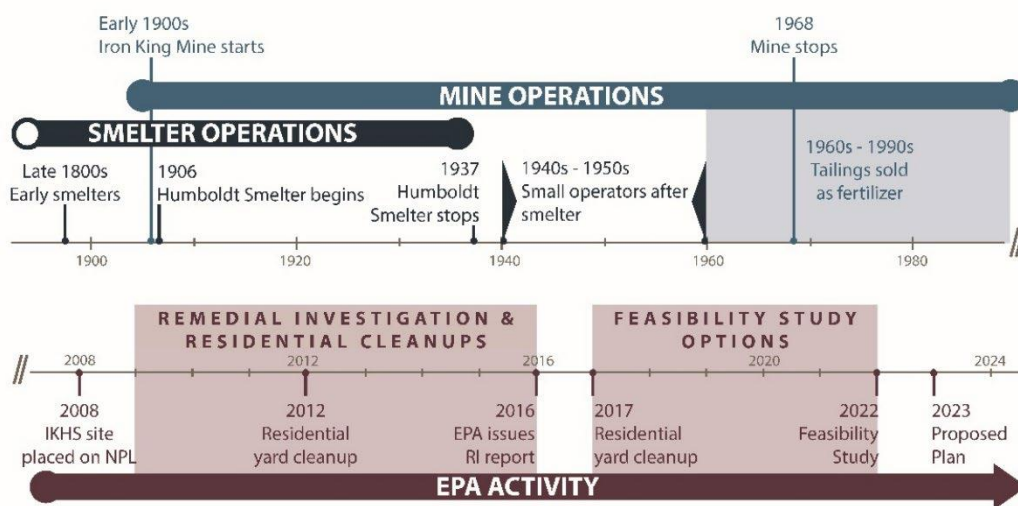 Early 1900s
Iron King Mine starts
1968
Mine stops
MINE OPERATIONS
SMELTER OPERATIONS
Late 1800s
Early smelters
1906
Humboldt Smelter begins
1937
Humboldt
Smelter stops
1940s - 1950s
Small operators after
smelter
1960s - 1990s
Tailings sold
as fertilizer
1900
1920
1940
1960
1980
//
REMEDIAL INVESTIGATION &
RESIDENTIAL CLEANUPS
FEASIBILITY STUDY
OPTIONS
//
2008
2012
2016
2020
2024
2008
IKHS site
placed on NPL
2012
Residential
yard cleanup
2016
EPA issues
RI report
2017
Residential
yard cleanup
2022
Feasibility
Study
2023
Proposed
Plan
EPA ACTIVITY